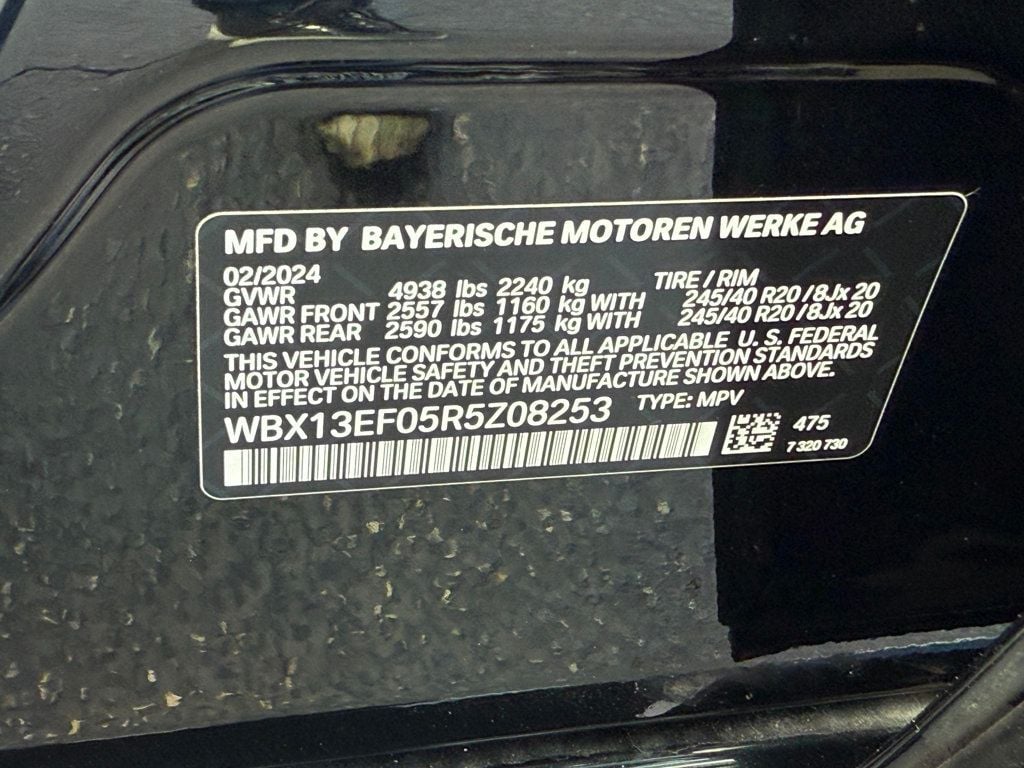 MFD BY BAYERISCHE MOTOREN WERKE AG
02/2024
GVWR 4938 lbs 2240 kg TIRE / RIM
GAWR FRONT 2557 lbs 1160 kg WITH 245/40 R20 / 8Jx 20
GAWR REAR 2590 lbs 1175 kg WITH 245/40 R20 / 8Jx 20
THIS VEHICLE CONFORMS TO ALL APPLICABLE U. S. FEDERAL
MOTOR VEHICLE SAFETY AND THEFT PREVENTION STANDARDS
IN EFFECT ON THE DATE OF MANUFACTURE SHOWN ABOVE.
WBX13EF05R5Z08253 TYPE: MPV
475
7 320 730